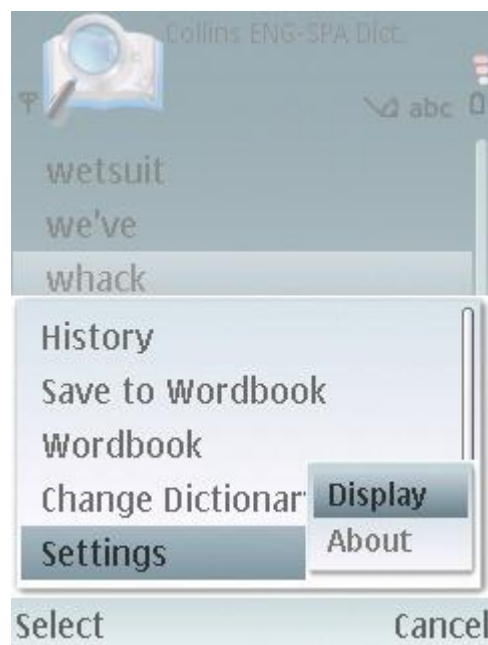 Collins ENG-SPA Dict.
abc
wetsuit
we've
whack
History
Save to Wordbook
Wordbook
Change Dictionar
Display
Settings
About
Select
Cancel